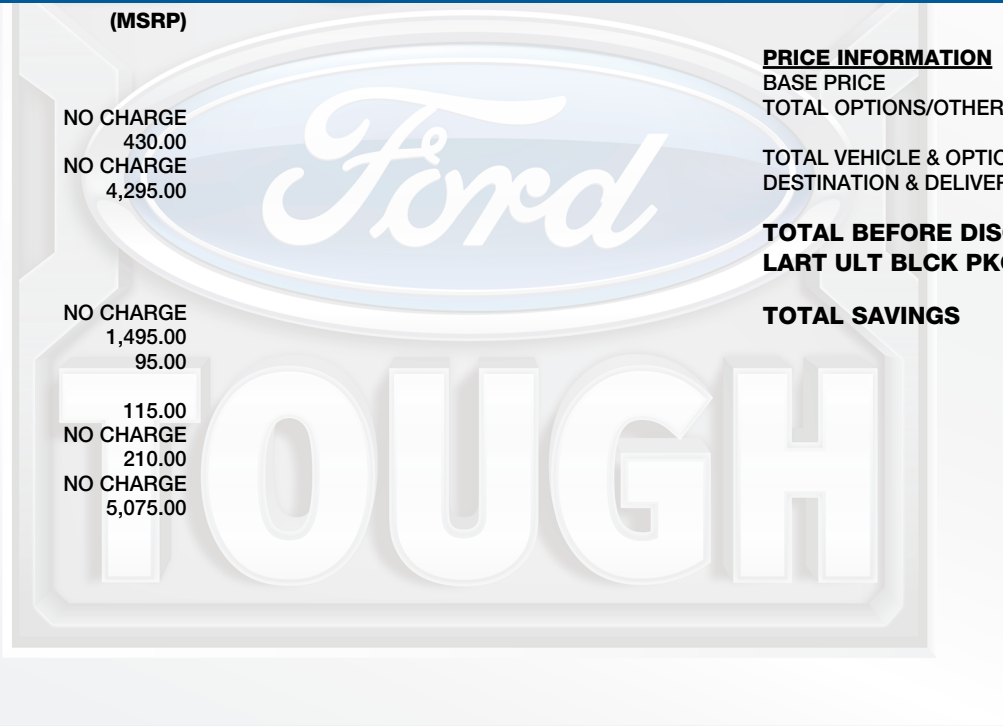 (MSRP)
NO CHARGE
430.00
NO CHARGE
4,295.00
NO CHARGE
1,495.00
95.00
115.00
NO CHARGE
210.00
NO CHARGE
5,075.00
Ford
TOUGH
PRICE INFORMATION
BASE PRICE
TOTAL OPTIONS/OTHER
TOTAL VEHICLE & OPTIO
DESTINATION & DELIVER
TOTAL BEFORE DIS
LART ULT BLCK PK
TOTAL SAVINGS